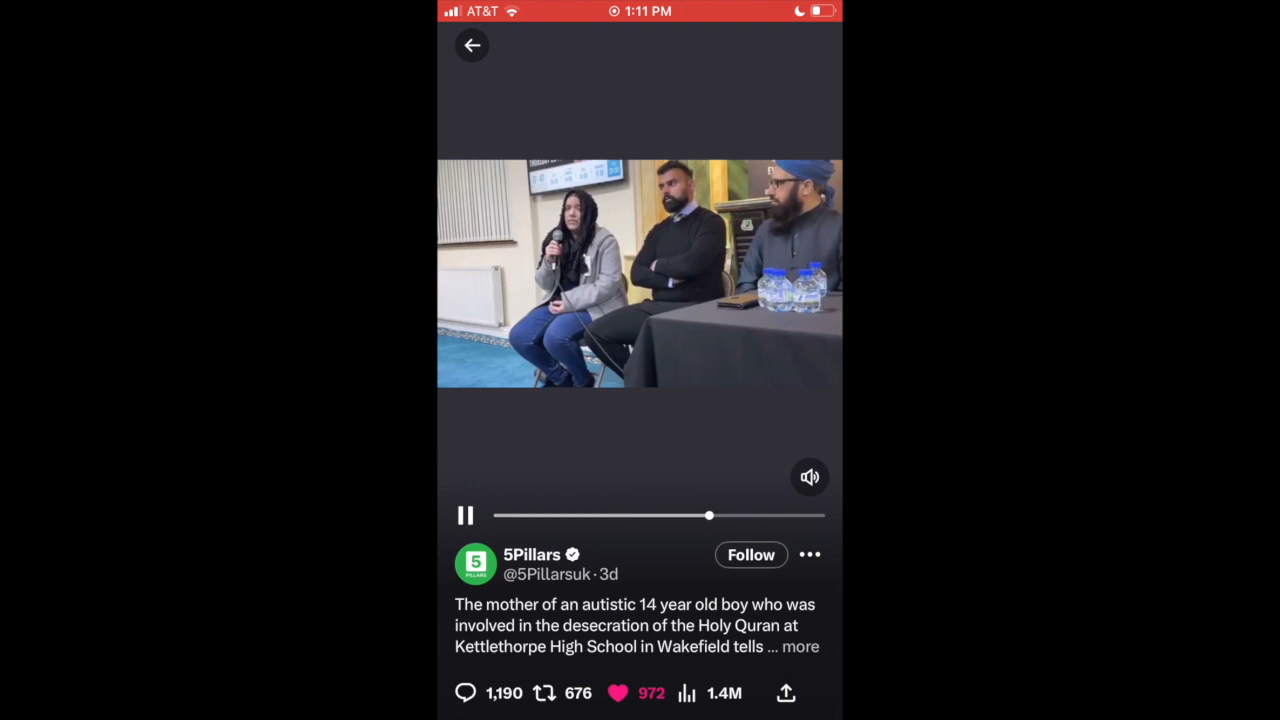 AT&T
1:11 PM
5 PILLARS
5Pillars
@5Pillarsuk · 3d
Follow
The mother of an autistic 14 year old boy who was
involved in the desecration of the Holy Quran at
Kettlethorpe High School in Wakefield tells ... more
1,190
676
972
1.4M